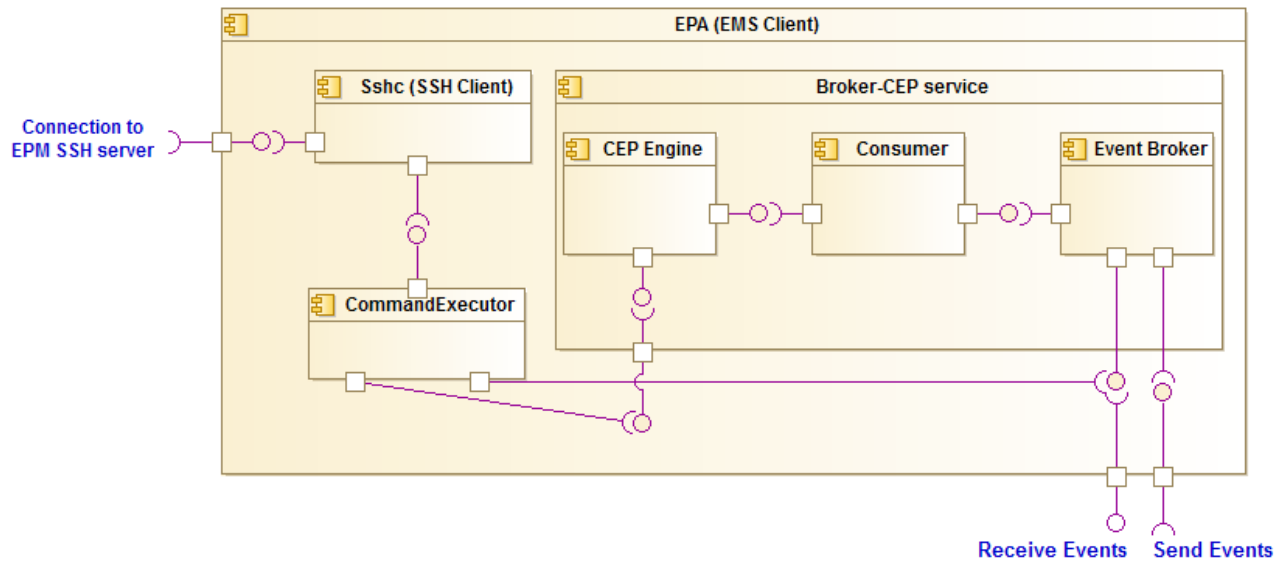 EPA (EMS Client)
Sshc (SSH Client)
Broker-CEP service
Connection to
EPM SSH server
CEP Engine
Consumer
Event Broker
CommandExecutor
Receive Events
Send Events